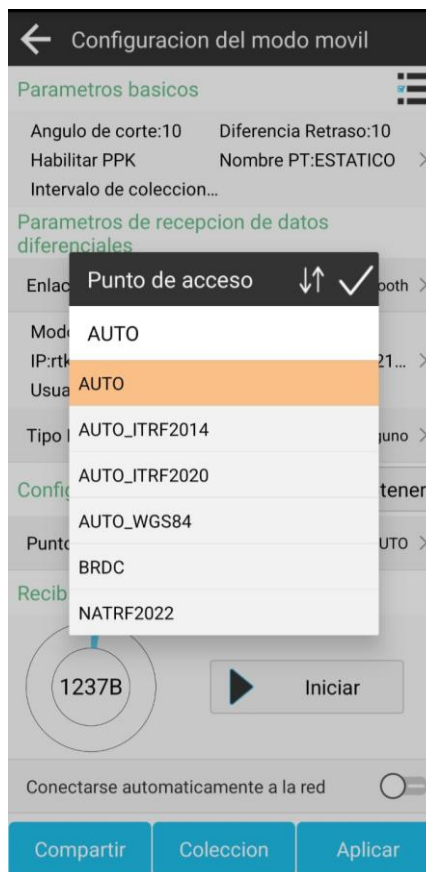 Configuracion del modo movil
Parametros basicos
Angulo de corte:10 Diferencia Retraso:10
Habilitar PPK Nombre PT:ESTATICO
Intervalo de coleccion...
Parametros de recepcion de datos
diferenciales
Punto de acceso
AUTO
AUTO
AUTO_ITRF2014
AUTO_ITRF2020
AUTO_WGS84
BRDC
NATRF2022
Tipo
1237B
Iniciar
Conectarse automaticamente a la red
Compartir Coleccion Aplicar